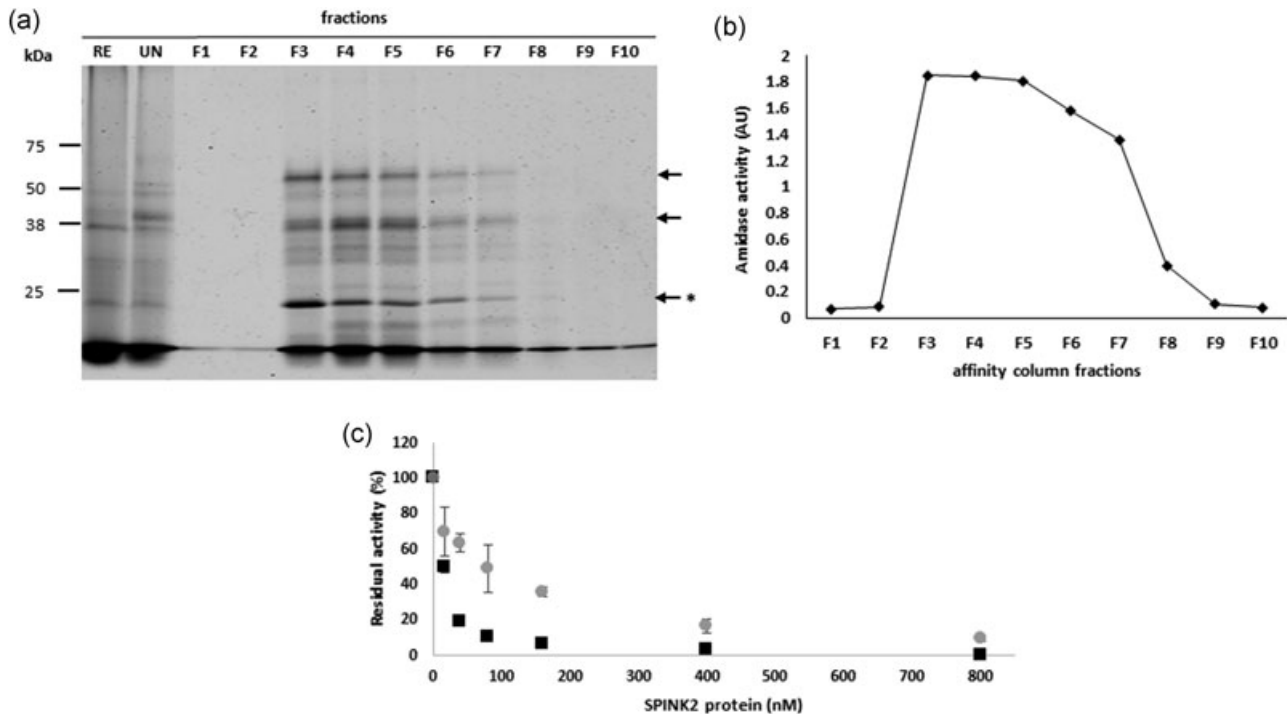 (a)
fractions
kDa RE UN F1 F2 F3 F4 F5 F6 F7 F8 F9 F10
75
50
38
25
*
(b)
Amidase activity (AU)
2
1.8
1.6
1.4
1.2
1
0.8
0.6
0.4
0.2
0
F1 F2 F3 F4 F5 F6 F7 F8 F9 F10
affinity column fractions
(c)
Residual activity (%)
120
100
80
60
40
20
0
0 100 200 300 400 500 600 700 800
SPINK2 protein (nM)